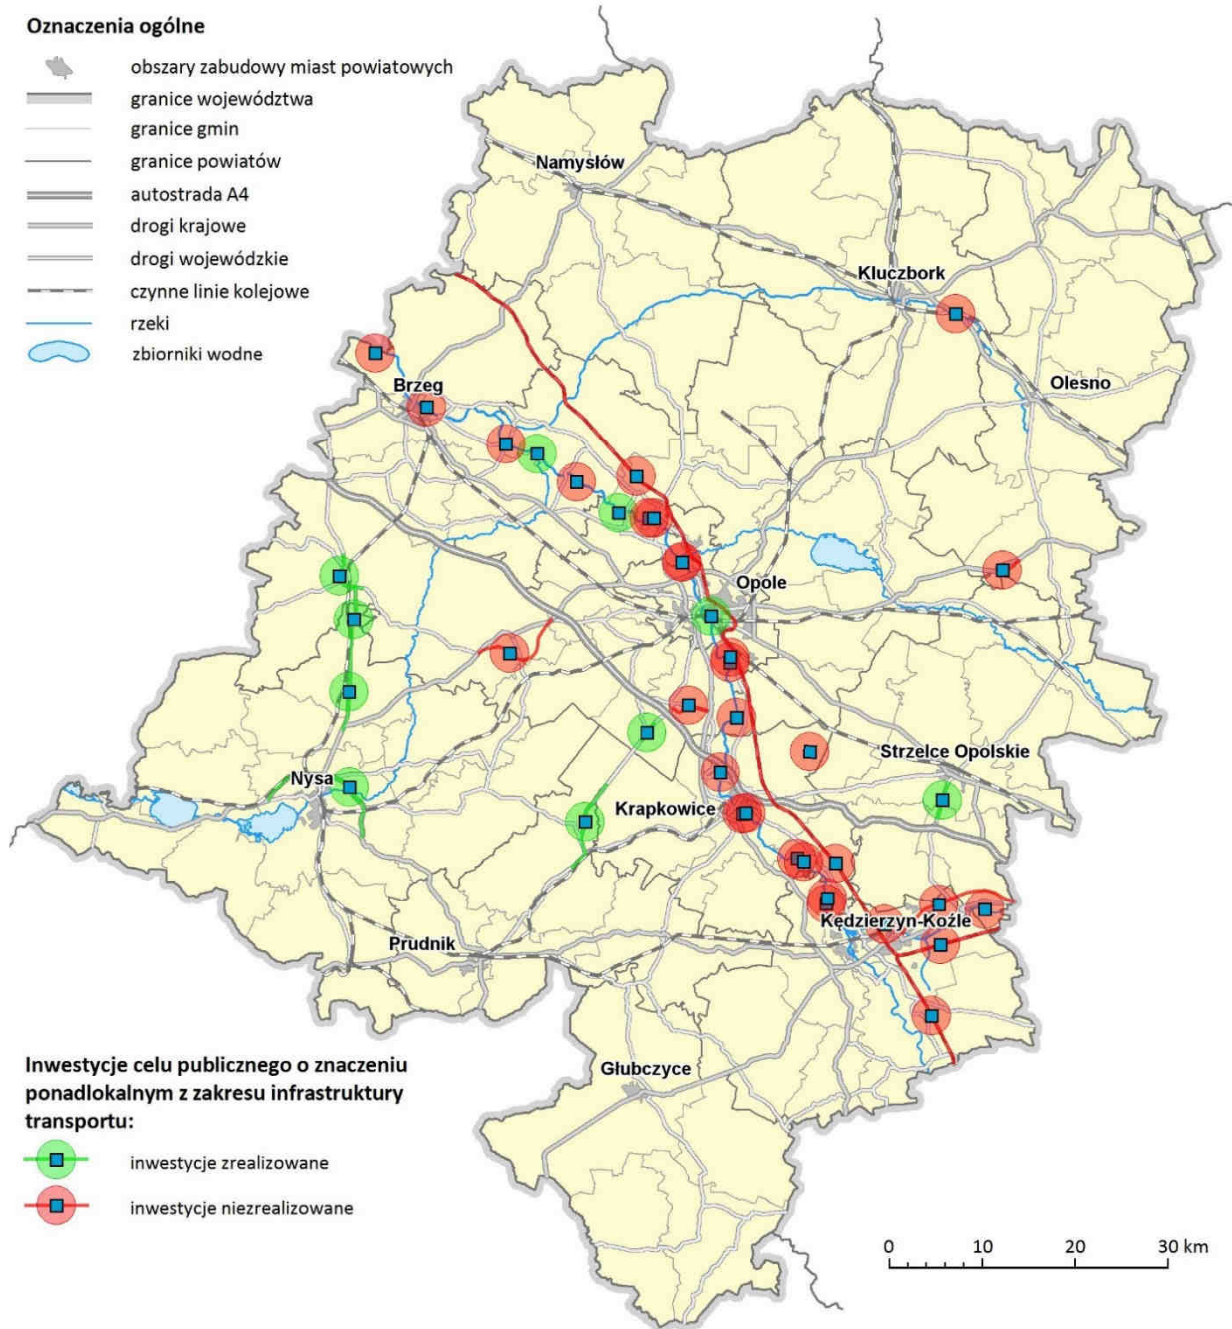 Oznaczenia ogólne
obszary zabudowy miast powiatowych
granice województwa
granice gmin
granice powiatów
autostrada A4
drogi krajowe
drogi wojewódzkie
czynne linie kolejowe
rzeki
zbiorniki wodne
Namysłów
Kluczbork
Olesno
Brzeg
Opole
Strzelce Opolskie
Nysa
Krapkowice
Kędzierzyn-Koźle
Prudnik
Głubczyce
Inwestycje celu publicznego o znaczeniu
ponadlokalnym z zakresu infrastruktury
transportu:
inwestycje zrealizowane
inwestycje niezrealizowane
0 10 20 30 km